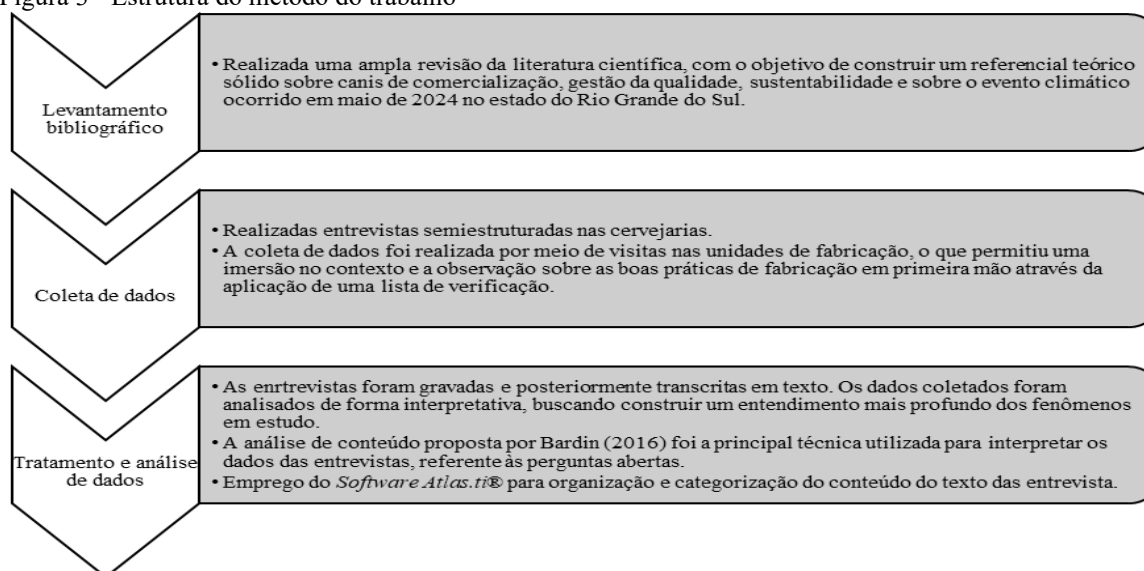 Figura 3 - Estrutura do método do trabalho
Levantamento
bibliográfico
• Realizada uma ampla revisão da literatura científica, com o objetivo de construir um referencial teórico
sólido sobre canis de comercialização, gestão da qualidade, sustentabilidade e sobre o evento climático
ocorrido em maio de 2024 no estado do Rio Grande do Sul.
Coleta de dados
• Realizadas entrevistas semiestruturadas nas cervejarias.
• A coleta de dados foi realizada por meio de visitas nas unidades de fabricação, o que permitiu uma
imersão no contexto e a observação sobre as boas práticas de fabricação em primeira mão através da
aplicação de uma lista de verificação.
Tratamento e análise
de dados
• As enrtrevistas foram gravadas e posteriormente transcritas em texto. Os dados coletados foram
analisados de forma interpretativa, buscando construir um entendimento mais profundo dos fenômenos
em estudo.
• A análise de conteúdo proposta por Bardin (2016) foi a principal técnica utilizada para interpretar os
dados das entrevistas, referente às perguntas abertas.
• Emprego do Software Atlas.ti® para organização e categorização do conteúdo do texto das entrevista.